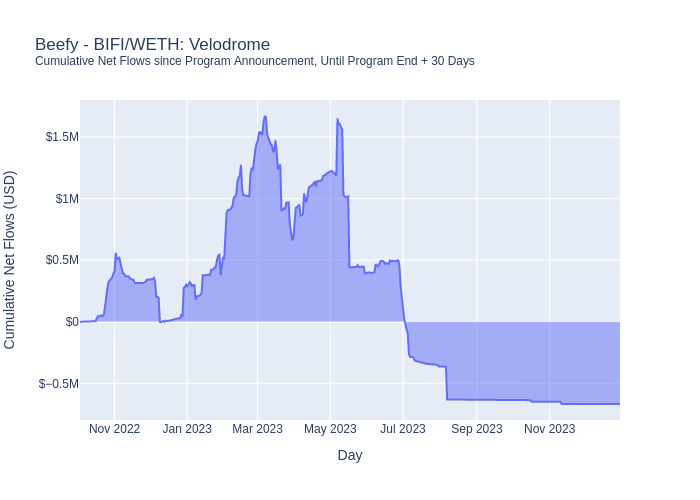 Beefy - BIFI/WETH: Velodrome
Cumulative Net Flows since Program Announcement, Until Program End + 30 Days
Cumulative Net Flows (USD)
$1.5M
$1M
$0.5M
$0
$−0.5M
Nov 2022 Jan 2023 Mar 2023 May 2023 Jul 2023 Sep 2023 Nov 2023
Day